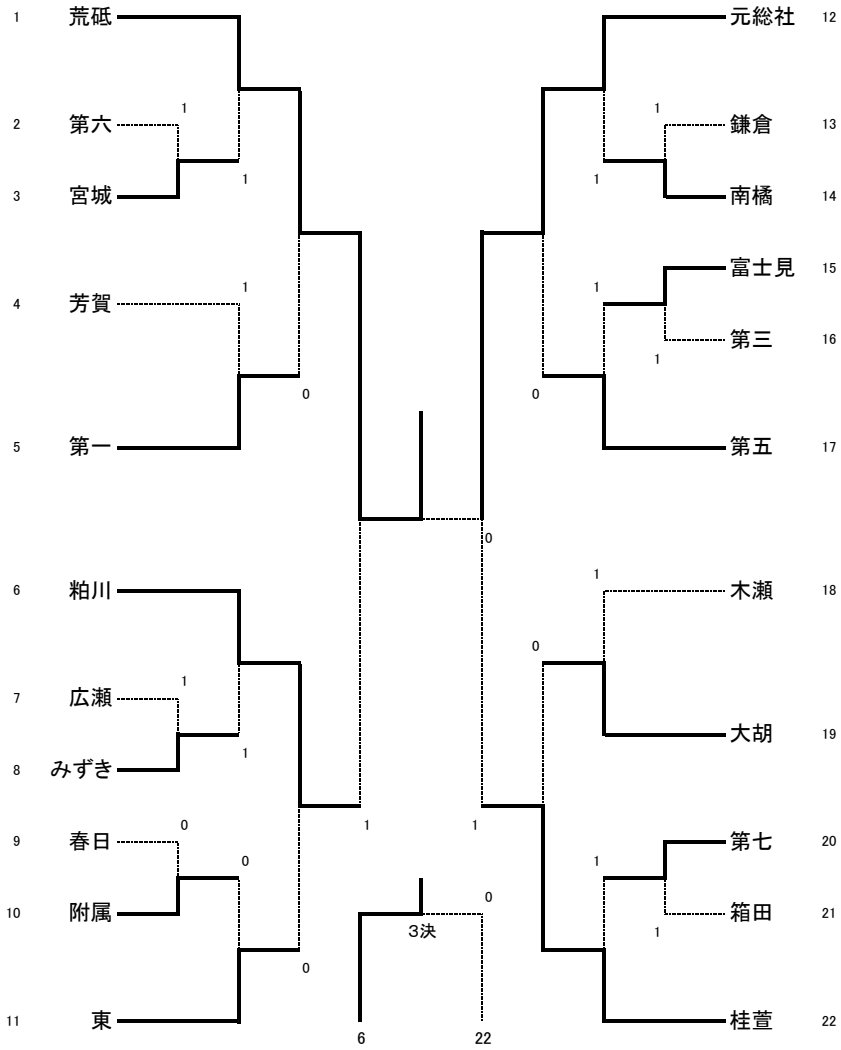 1 荒砥
1
2 第六
3 宮城
1
1
4 芳賀
0
5 第一
6 粕川
1
7 広瀬
8 みずき
1
0
9 春日
0
10 附属
0
11 東
元総社 12
1
鎌倉 13
南橘 14
1
富士見 15
1
第三 16
1
0
第五 17
0
1
木瀬 18
0
大胡 19
1
1
第七 20
1
箱田 21
1
桂萱 22
0
3決
6 22